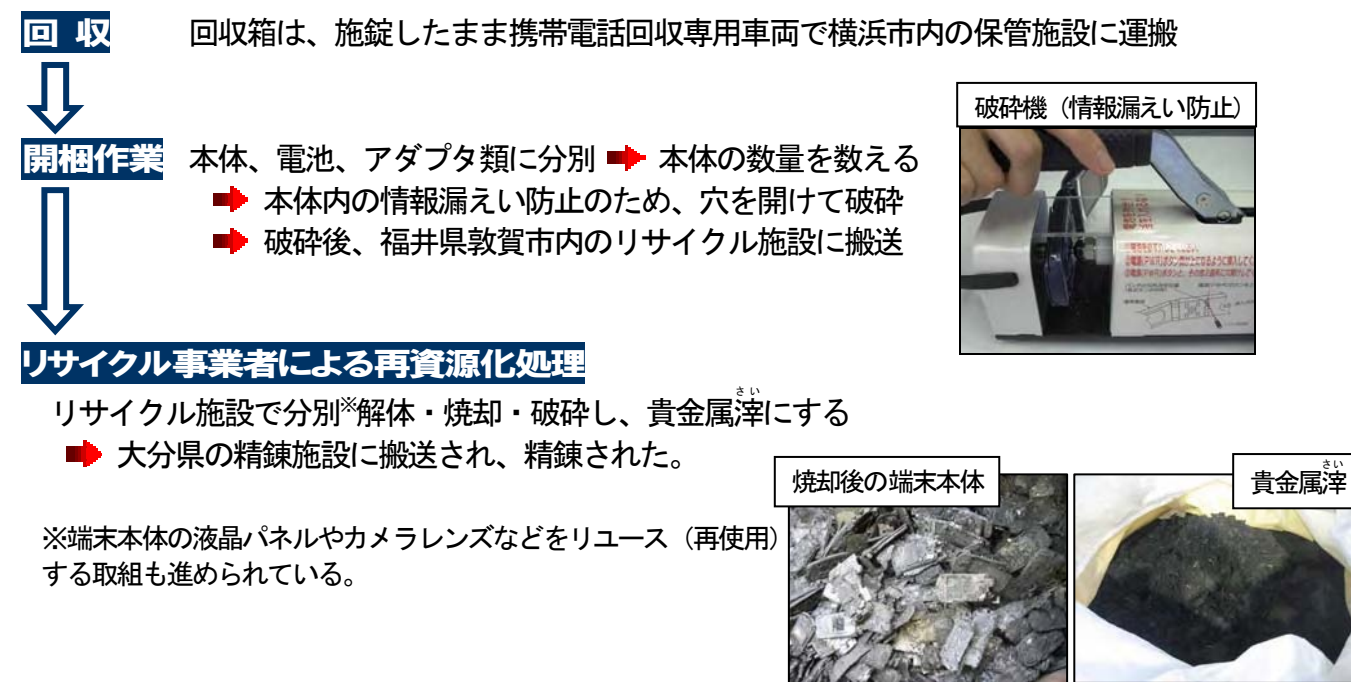 回 収 回収箱は、施錠したまま携帯電話回収専用車両で横浜市内の保管施設に運搬
破砕機（情報漏えい防止）
開梱作業 本体、電池、アダプタ類に分別 ➡ 本体の数量を数える
➡ 本体内の情報漏えい防止のため、穴を開けて破砕
➡ 破砕後、福井県敦賀市内のリサイクル施設に搬送
リサイクル事業者による再資源化処理
リサイクル施設で分別※解体・焼却・破砕し、貴金属滓にする
さい
➡ 大分県の精錬施設に搬送され、精錬された。
焼却後の端末本体
さい
貴金属滓
※端末本体の液晶パネルやカメラレンズなどをリユース（再使用）
する取組も進められている。